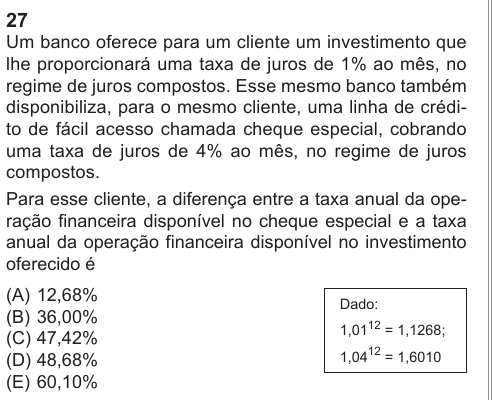 27
Um banco oferece para um cliente um investimento que
lhe proporcionará uma taxa de juros de 1% ao mês, no
regime de juros compostos. Esse mesmo banco também
disponibiliza, para o mesmo cliente, uma linha de crédi-
to de fácil acesso chamada cheque especial, cobrando
uma taxa de juros de 4% ao mês, no regime de juros
compostos.
Para esse cliente, a diferença entre a taxa anual da ope-
ração financeira disponível no cheque especial e a taxa
anual da operação financeira disponível no investimento
oferecido é
(A) 12,68%
(B) 36,00%
(C) 47,42%
(D) 48,68%
(E) 60,10%
Dado:
1,01¹² = 1,1268;
1,04¹² = 1,6010